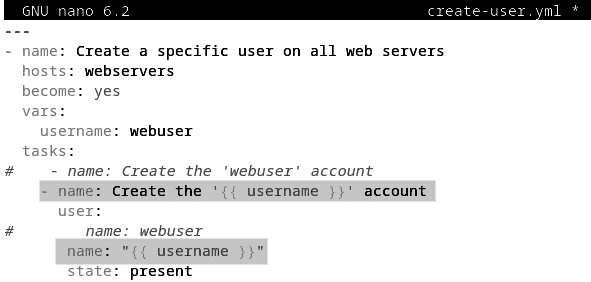 GNU nano 6.2 create-user.yml *
---
- name: Create a specific user on all web servers
  hosts: webservers
  become: yes
  vars:
    username: webuser
  tasks:
#    - name: Create the 'webuser' account
    - name: Create the '{{ username }}' account
      user:
#        name: webuser
       name: "{{ username }}"
       state: present